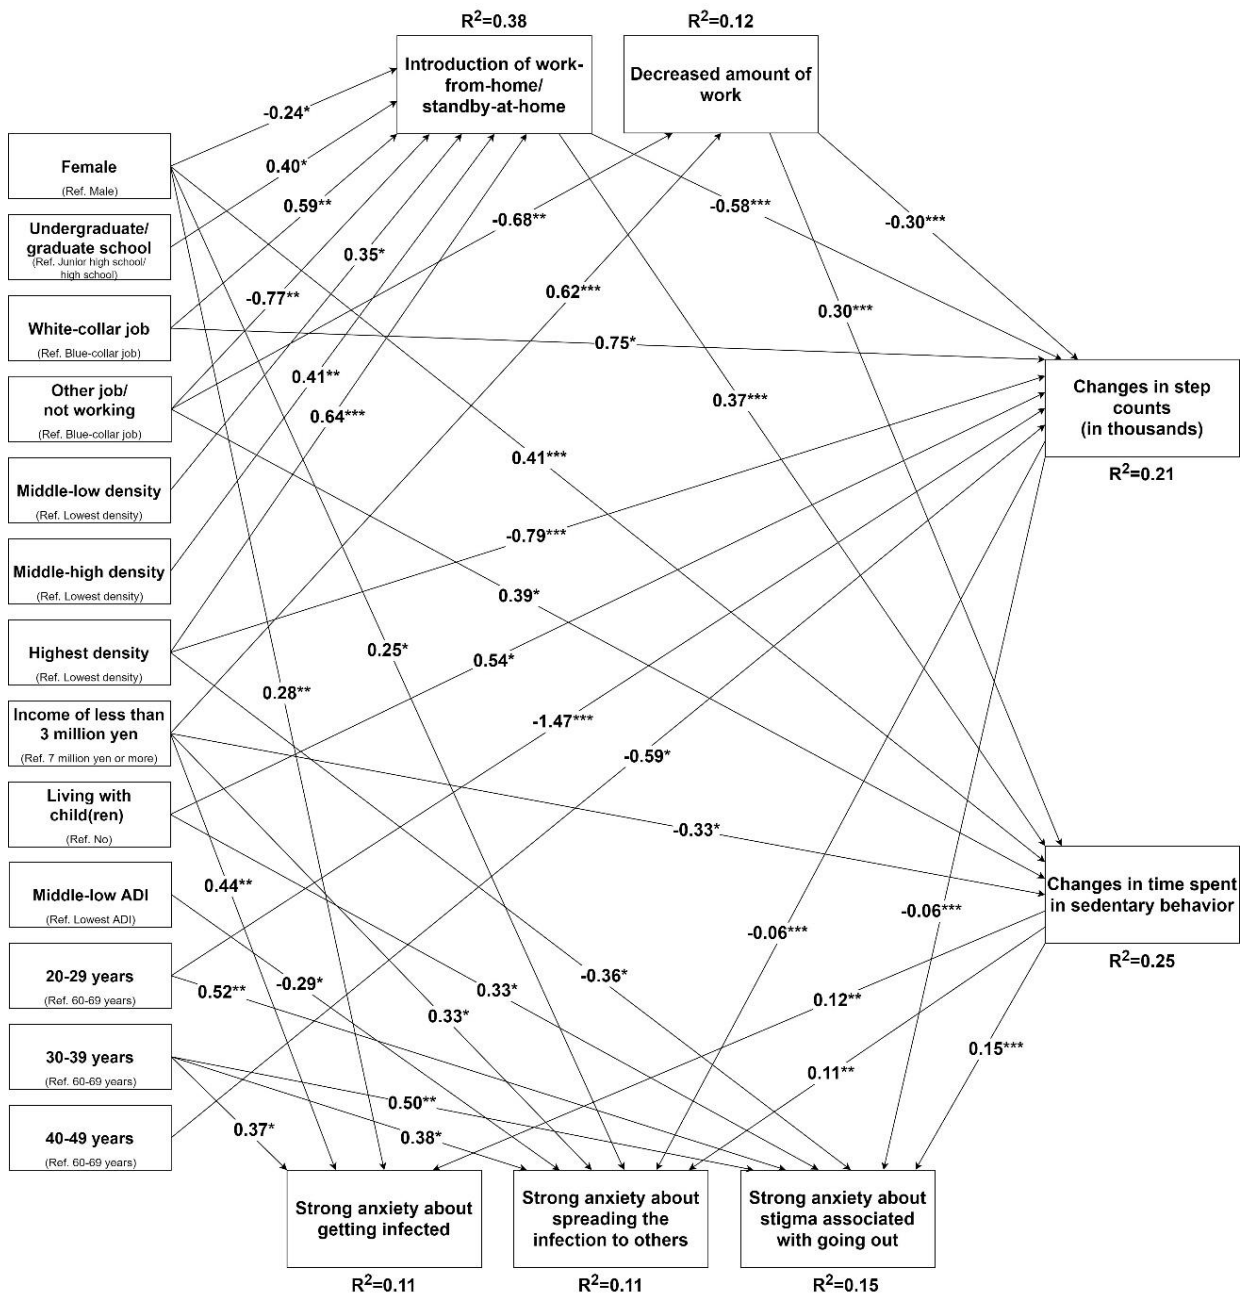 R²=0.38
R²=0.12
Introduction of work-
from-home/
standby-at-home
Decreased amount of
work
-0.24*
Female
(Ref. Male)
0.40*
0.59**
-0.68**
-0.58***
-0.30***
Undergraduate/
graduate school
(Ref. Junior high school/
high school)
0.35*
-0.77**
0.62***
0.30***
White-collar job
(Ref. Blue-collar job)
0.75*
0.41**
0.64***
0.37***
Other job/
not working
(Ref. Blue-collar job)
Changes in step
counts
(in thousands)
R²=0.21
0.41***
Middle-low density
(Ref. Lowest density)
-0.79***
Middle-high density
(Ref. Lowest density)
0.39*
Highest density
(Ref. Lowest density)
0.25*
0.54*
0.28**
-1.47***
Income of less than
3 million yen
(Ref. 7 million yen or more)
-0.59*
Living with
child(ren)
(Ref. No)
-0.33*
Middle-low ADI
(Ref. Lowest ADI)
0.44**
Changes in time spent
in sedentary behavior
R²=0.25
-0.06***
-0.06***
20-29 years
(Ref. 60-69 years)
0.52**
-0.29*
0.33*
-0.36*
0.12**
0.33*
30-39 years
(Ref. 60-69 years)
0.15***
0.11**
0.50**
40-49 years
(Ref. 60-69 years)
0.37*
0.38*
Strong anxiety about
getting infected
R²=0.11
Strong anxiety about
spreading the
infection to others
R²=0.11
Strong anxiety about
stigma associated
with going out
R²=0.15